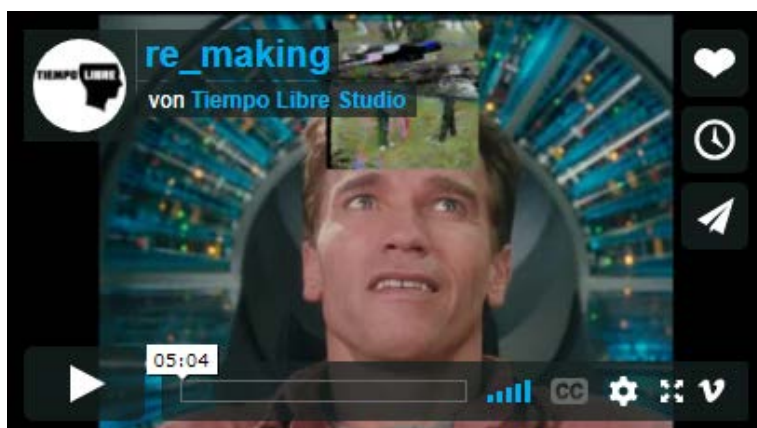 re_making
TIEMPO LIBRE
von Tiempo Libre Studio
05:04
CC